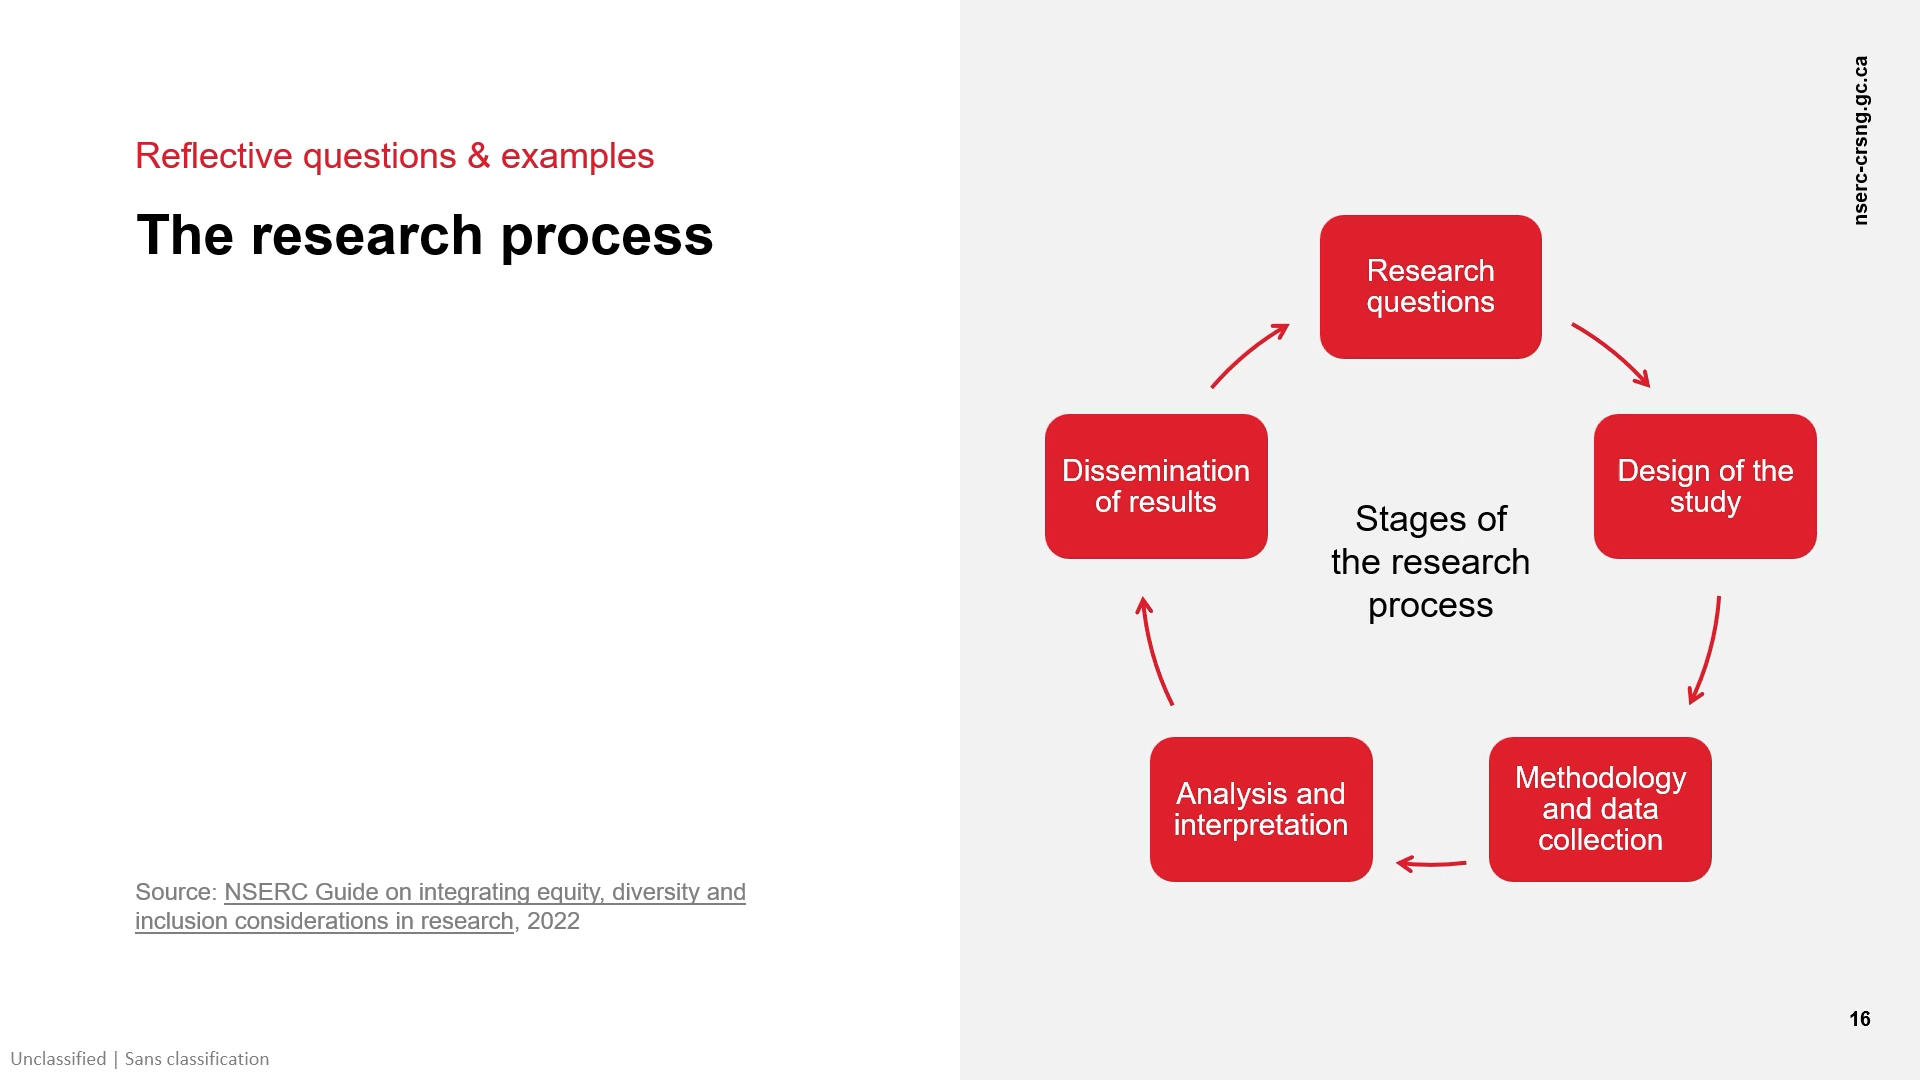 Reflective questions & examples
The research process
Source: NSERC Guide on integrating equity, diversity and
inclusion considerations in research, 2022
Unclassified | Sans classification
nserc-crsng.gc.ca
Research
questions
Design of the
study
Methodology
and data
collection
Analysis and
interpretation
Dissemination
of results
Stages of
the research
process
16